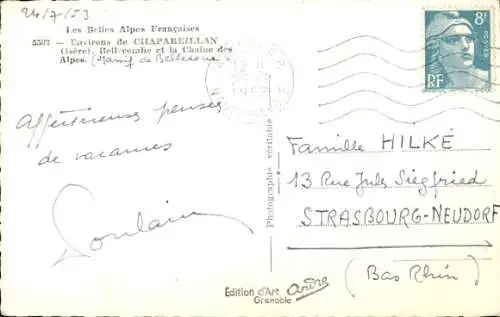 24/7/53
Les Belles Alpes Françaises
5507 — Environs de CHAPAREILLAN
(Isère). Bellecombe et la Chaîne des
Alpes. (Massif de Belledonne)
8F
POSTES
RF
Affectueuses pensées
de vacances
Photographie véritable
Famille HILKÉ
13 Rue Jules Siegfried
STRASBOURG-NEUDORF
(Bas Rhin)
Edition d'Art André
Grenoble